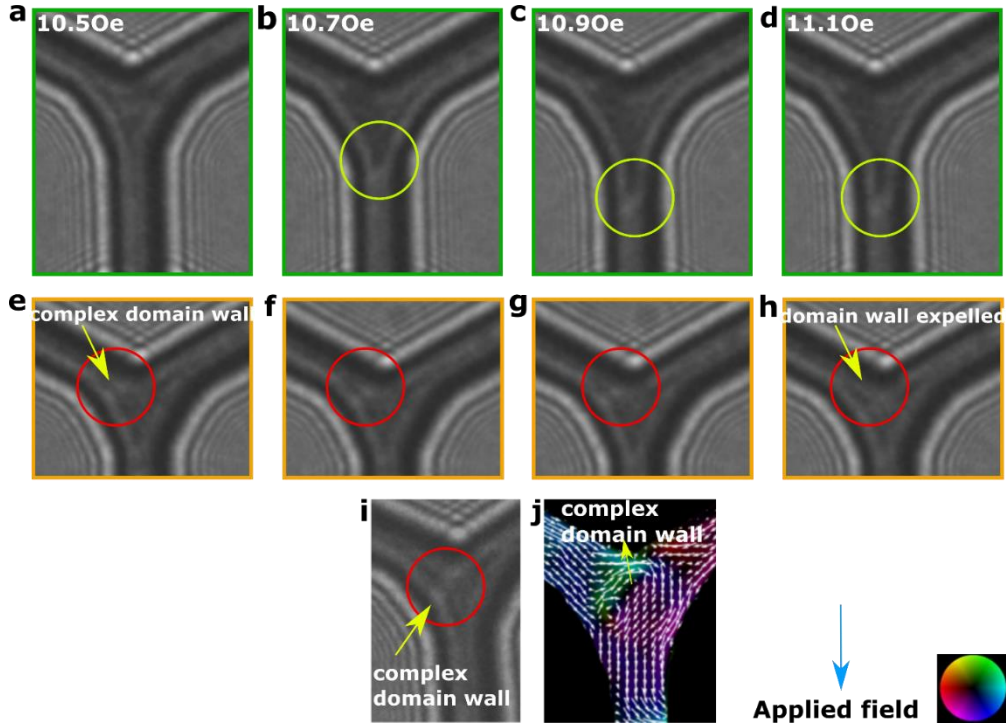 a
10.5Oe
b
10.7Oe
c
10.9Oe
d
11.1Oe
e
complex domain wall
f
g
h
domain wall expelled
i
complex
domain wall
j
complex
domain wall
Applied field